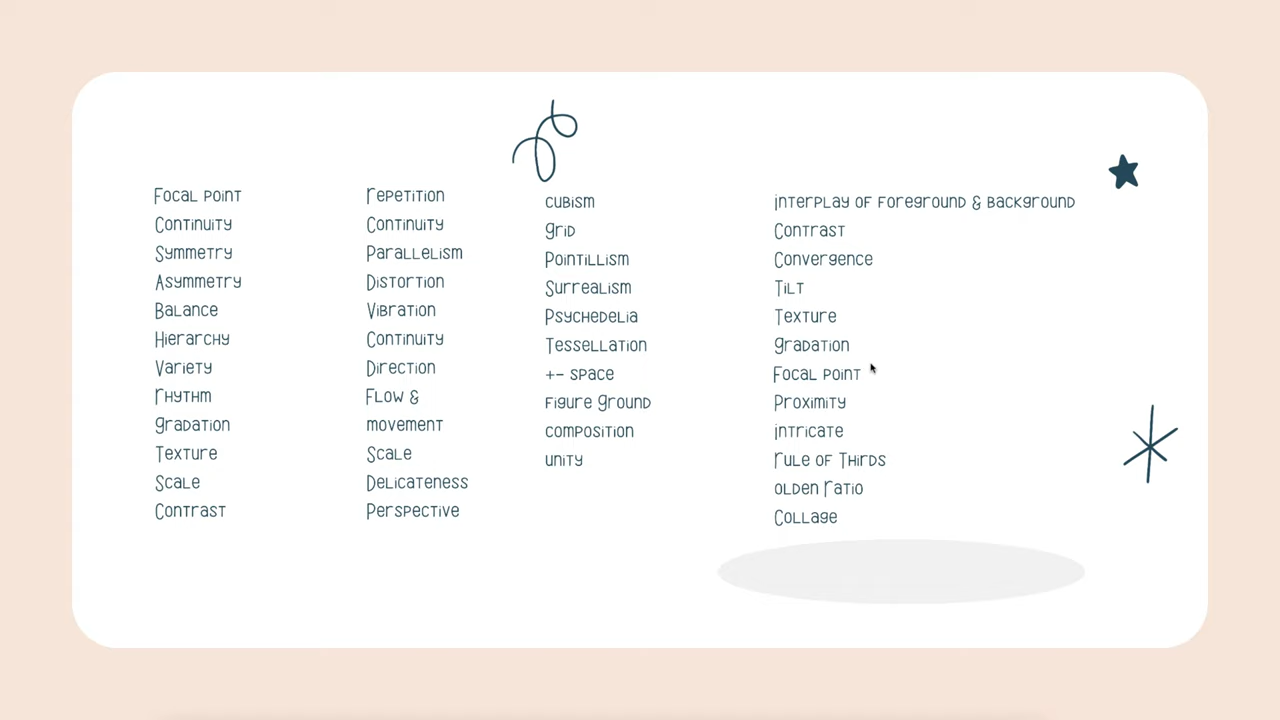 Focal point
Continuity
Symmetry
Asymmetry
Balance
Hierarchy
Variety
rhythm
gradation
Texture
Scale
Contrast
repetition
Continuity
Parallelism
Distortion
Vibration
Continuity
Direction
Flow &
movement
Scale
Delicateness
Perspective
cubism
grid
Pointillism
Surrealism
Psychedelia
Tessellation
+- space
figure ground
composition
unity
interplay of foreground & background
Contrast
Convergence
Tilt
Texture
gradation
Focal point
Proximity
intricate
rule of Thirds
olden ratio
Collage